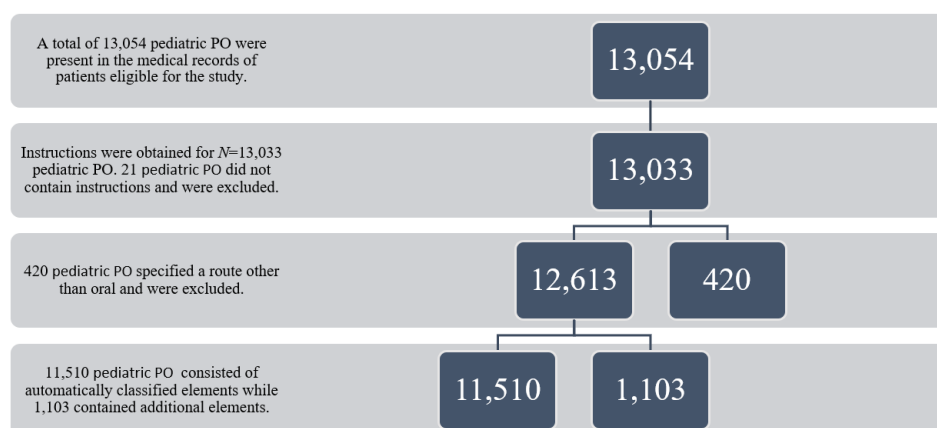 A total of 13,054 pediatric PO were
present in the medical records of
patients eligible for the study.
13,054
Instructions were obtained for N=13,033
pediatric PO. 21 pediatric PO did not
contain instructions and were excluded.
13,033
420 pediatric PO specified a route other
than oral and were excluded.
12,613
420
11,510 pediatric PO consisted of
automatically classified elements while
1,103 contained additional elements.
11,510
1,103